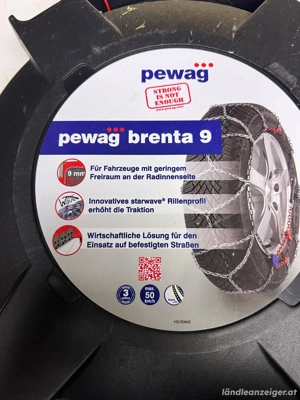 pewag
STRONG
IS NOT
ENOUGH
pewag brenta 9
9 mm
Für Fahrzeuge mit geringem
Freiraum an der Radinnenseite
Innovatives starwave® Rillenprofil
erhöht die Traktion
Wirtschaftliche Lösung für den
Einsatz auf befestigten Straßen
3
max.
50
km/h
ländleanzeiger.at